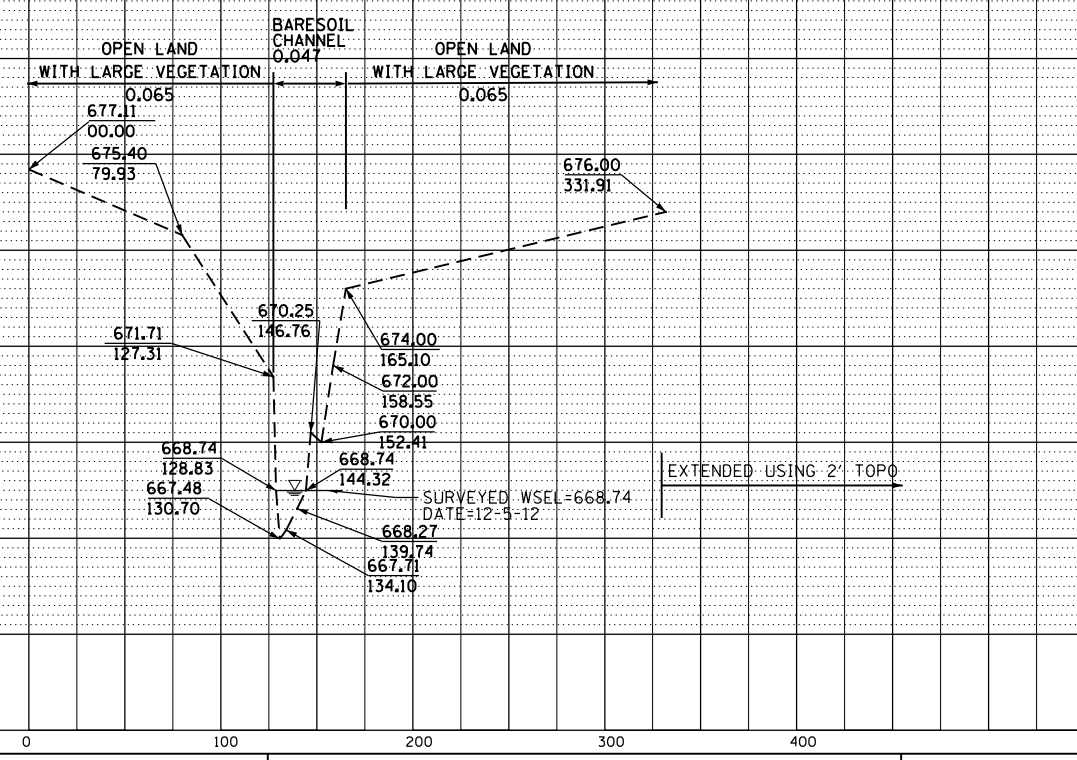 BARESOIL
CHANNEL
0.047
OPEN LAND
WITH LARGE VEGETATION
0.065
OPEN LAND
WITH LARGE VEGETATION
0.065
677.11
00.00
675.40
79.93
676.00
331.91
670.25
146.76
671.71
127.31
674.00
165.10
672.00
158.55
670.00
152.41
668.74
128.83
668.74
144.32
667.48
130.70
EXTENDED USING 2' TOPO
SURVEYED WSEL=668.74
DATE=12-5-12
668.27
139.74
667.71
134.10
0 100 200 300 400